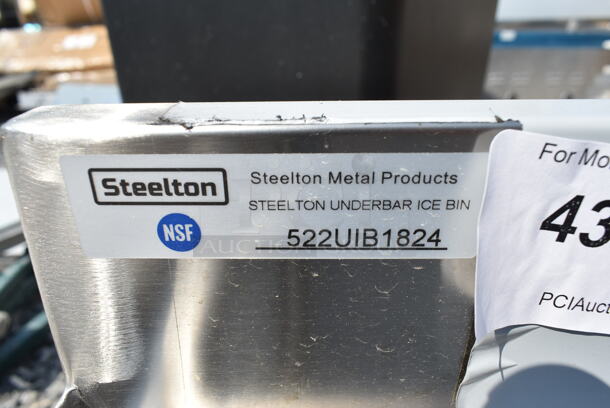 Steelton
Steelton Metal Products
STEELTON UNDERBAR ICE BIN
NSF
522UIB1824
For Mo
43
PCIAuct